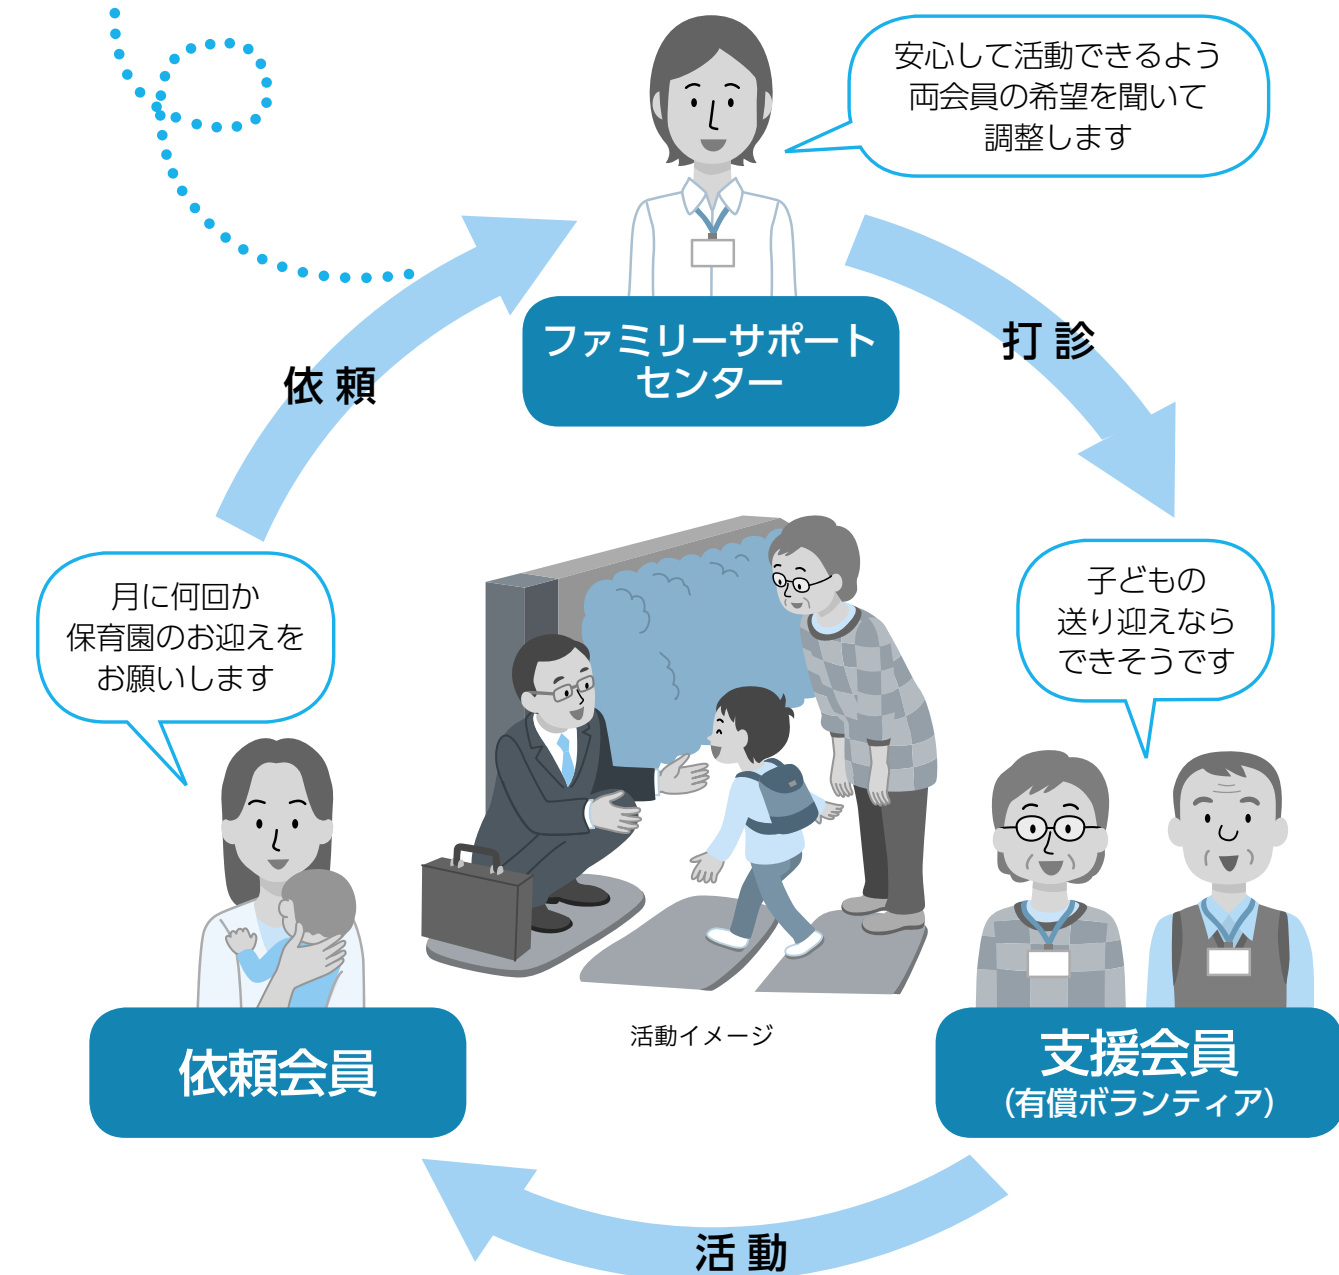 安心して活動できるよう
両会員の希望を聞いて
調整します
ファミリーサポート
センター
打診
依頼
月に何回か
保育園のお迎えを
お願いします
子どもの
送り迎えなら
できそうです
活動イメージ
依頼会員
支援会員
(有償ボランティア)
活動